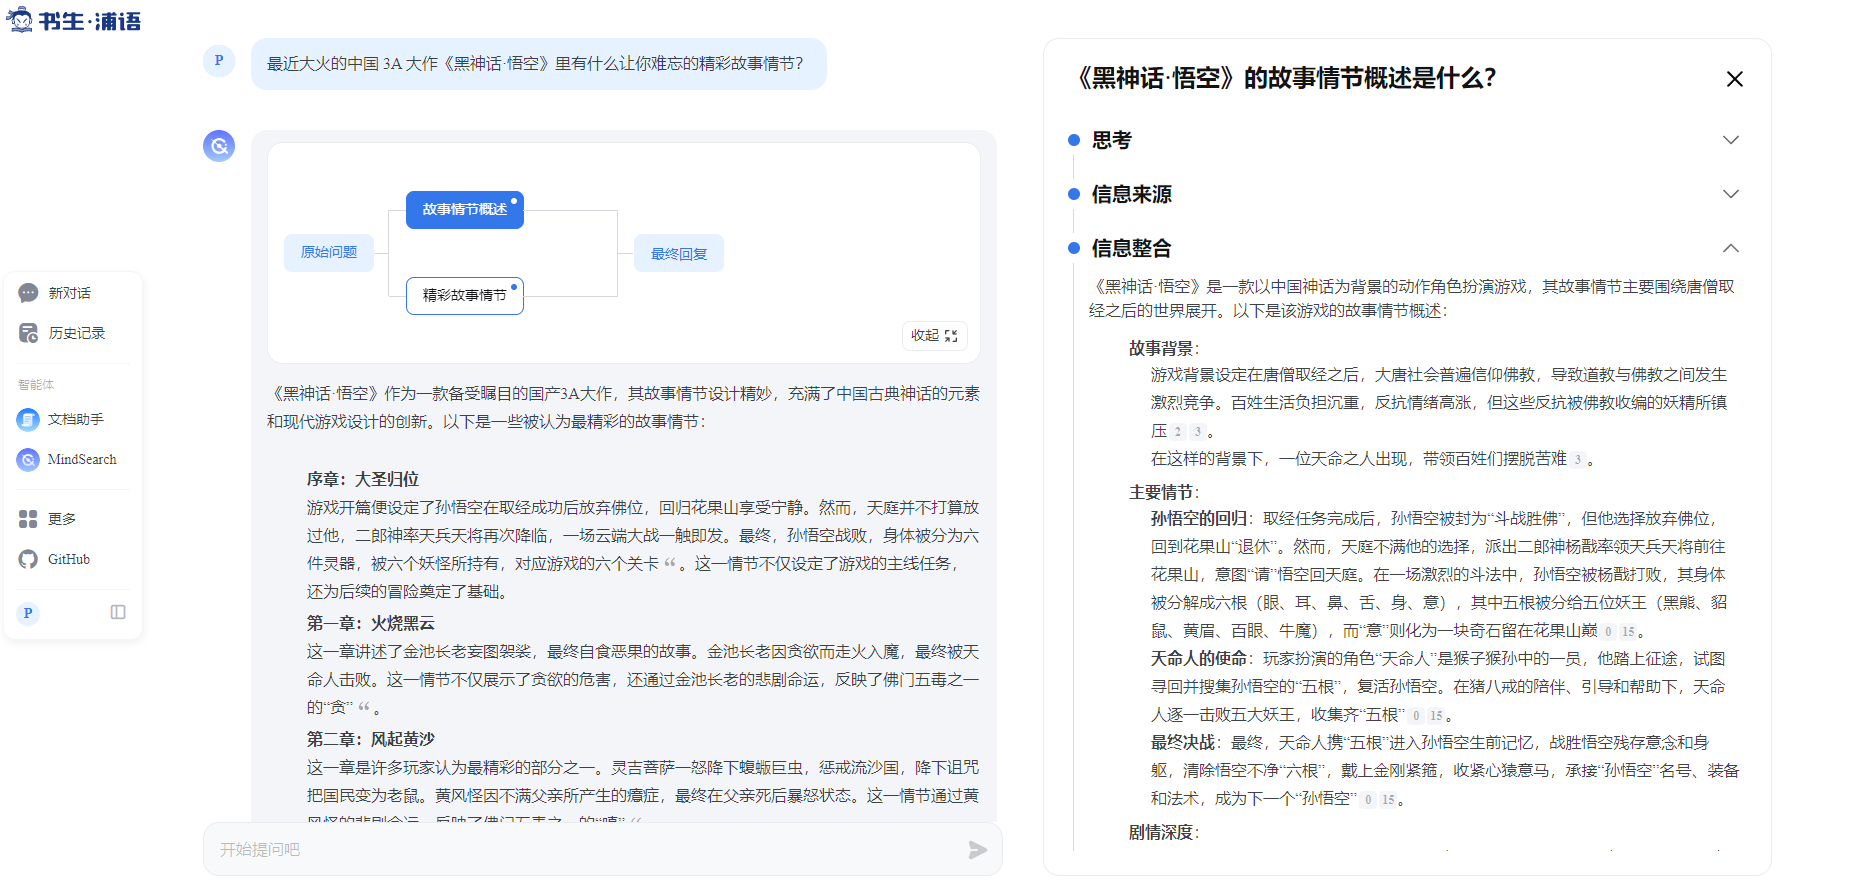 书生·浦语
新对话
历史记录
智能体
文档助手
MindSearch
更多
GitHub
P
P
最近大火的中国 3A 大作《黑神话·悟空》里有什么让你难忘的精彩故事情节？
原始问题
故事情节概述
精彩故事情节
最终回复
收起
《黑神话·悟空》作为一款备受瞩目的国产3A大作，其故事情节设计精妙，充满了中国古典神话的元素
和现代游戏设计的创新。以下是一些被认为最精彩的故事情节：
序章：大圣归位
游戏开篇便设定了孙悟空在取经成功后放弃佛位，回归花果山享受宁静。然而，天庭并不打算放
过他，二郎神率天兵天将再次降临，一场云端大战一触即发。最终，孙悟空战败，身体被分为六
件灵器，被六个妖怪所持有，对应游戏的六个关卡“。这一情节不仅设定了游戏的主线任务，
还为后续的冒险奠定了基础。
第一章：火烧黑云
这一章讲述了金池长老妄图袈裟，最终自食恶果的故事。金池长老因贪欲而走火入魔，最终被天
命人击败。这一情节不仅展示了贪欲的危害，还通过金池长老的悲剧命运，反映了佛门五毒之一
的“贪”“。
第二章：风起黄沙
这一章是许多玩家认为最精彩的部分之一。灵吉菩萨一怒降下蝜蝂巨虫，惩戒流沙国，降下诅咒
把国民变为老鼠。黄风怪因不满父亲所产生的癔症，最终在父亲死后暴怒状态。这一情节通过黄
风怪的悲剧命运，反映了佛门五毒之一的“嗔”“
开始提问吧
《黑神话·悟空》的故事情节概述是什么？
思考
信息来源
信息整合
《黑神话·悟空》是一款以中国神话为背景的动作角色扮演游戏，其故事情节主要围绕唐僧取
经之后的世界展开。以下是该游戏的故事情节概述：
故事背景：
游戏背景设定在唐僧取经之后，大唐社会普遍信仰佛教，导致道教与佛教之间发生
激烈竞争。百姓生活负担沉重，反抗情绪高涨，但这些反抗被佛教收编的妖精所镇
压 2 3 。
在这样的背景下，一位天命之人出现，带领百姓们摆脱苦难 3 。
主要情节：
孙悟空的回归：取经任务完成后，孙悟空被封为“斗战胜佛”，但他选择放弃佛位，
回到花果山“退休”。然而，天庭不满他的选择，派出二郎神杨戬率领天兵天将前往
花果山，意图“请”悟空回天庭。在一场激烈的斗法中，孙悟空被杨戬打败，其身体
被分解成六根（眼、耳、鼻、舌、身、意），其中五根被分给五位妖王（黑熊、貂
鼠、黄眉、百眼、牛魔），而“意”则化为一块奇石留在花果山巅 0 15 。
天命人的使命：玩家扮演的角色“天命人”是猴子猴孙中的一员，他踏上征途，试图
寻回并搜集孙悟空的“五根”，复活孙悟空。在猪八戒的陪伴、引导和帮助下，天命
人逐一击败五大妖王，收集齐“五根” 0 15 。
最终决战：最终，天命人携“五根”进入孙悟空生前记忆，战胜悟空残存意念和身
躯，清除悟空不净“六根”，戴上金刚紧箍，收紧心猿意马，承接“孙悟空”名号、装备
和法术，成为下一个“孙悟空” 0 15 。
剧情深度：